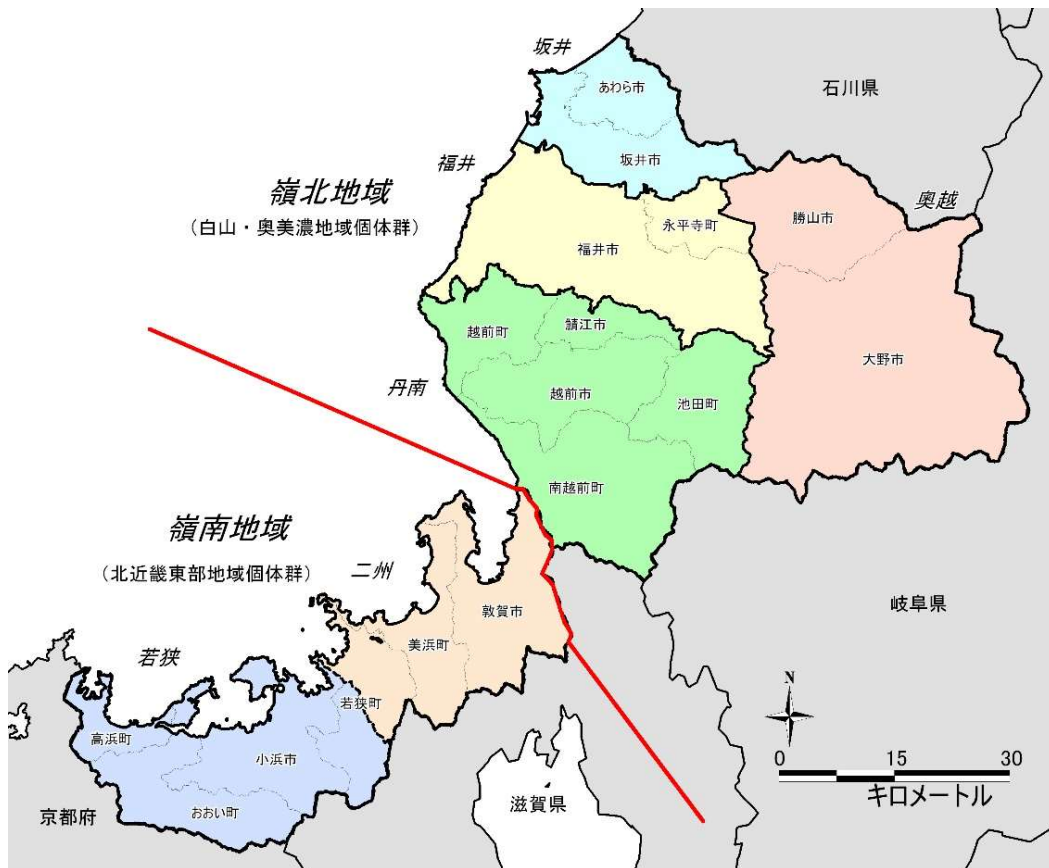 坂井
あわら市
石川県
坂井市
福井
嶺北地域
(白山・奥美濃地域個体群)
永平寺町
勝山市
奥越
福井市
越前町
鯖江市
大野市
丹南
越前市
池田町
南越前町
嶺南地域
(北近畿東部地域個体群)
二州
敦賀市
岐阜県
美浜町
若狭
若狭町
N
高浜町
小浜市
0 15 30
キロメートル
おおい町
京都府
滋賀県